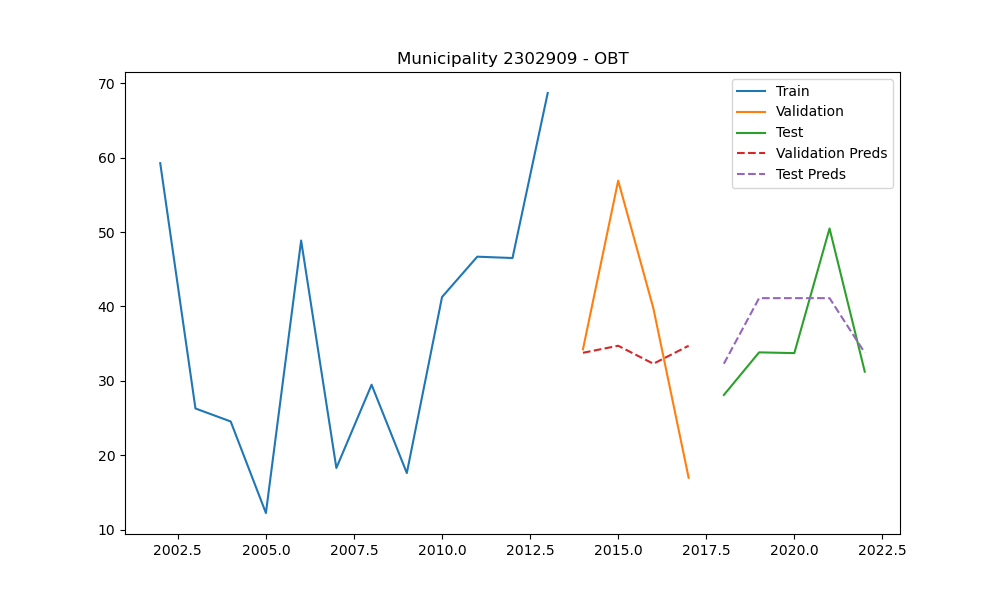 Municipality 2302909 - OBT
70
60
50
40
30
20
10
2002.5 2005.0 2007.5 2010.0 2012.5 2015.0 2017.5 2020.0 2022.5
Train
Validation
Test
Validation Preds
Test Preds